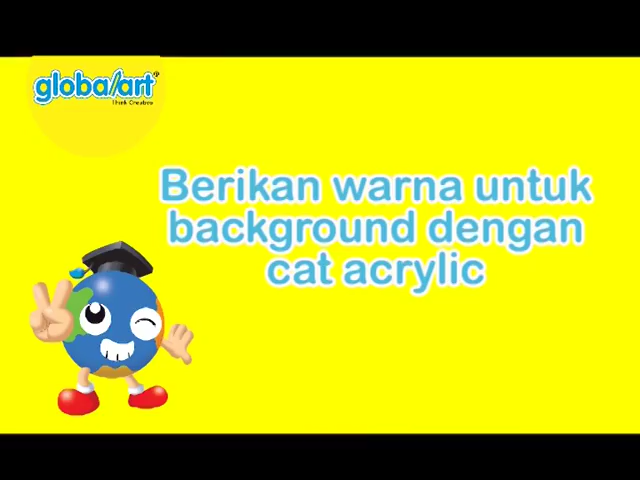 globalart®
Think Creative
Berikan warna untuk
background dengan
cat acrylic